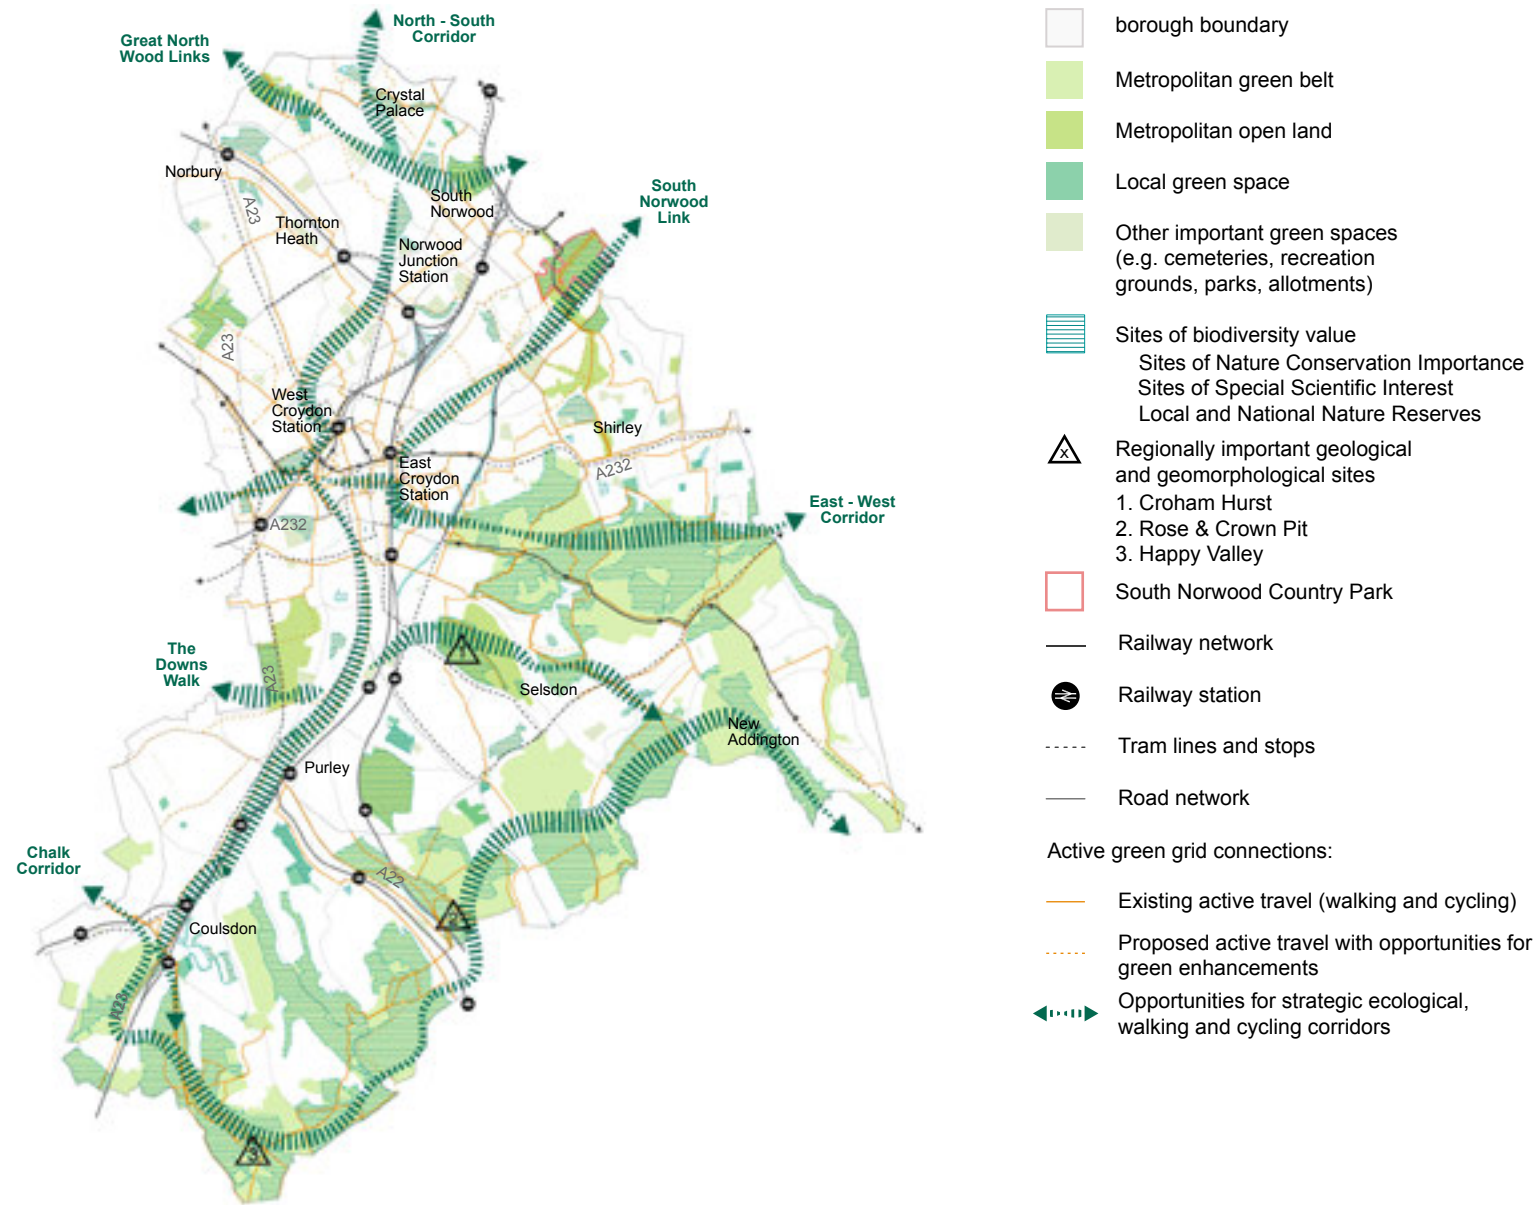 North - South
Corridor
Great North
Wood Links
Crystal
Palace
Norbury
A23
South
Norwood
South
Norwood
Link
Thornton
Heath
Norwood
Junction
Station
A23
West
Croydon
Station
Shirley
A232
East
Croydon
Station
East - West
Corridor
A232
1
The
Downs
Walk
A23
Selsdon
New
Addington
Purley
Chalk
Corridor
A22
2
Coulsdon
A23
3
borough boundary
Metropolitan green belt
Metropolitan open land
Local green space
Other important green spaces
(e.g. cemeteries, recreation
grounds, parks, allotments)
Sites of biodiversity value
Sites of Nature Conservation Importance
Sites of Special Scientific Interest
Local and National Nature Reserves
x
Regionally important geological
and geomorphological sites
1. Croham Hurst
2. Rose & Crown Pit
3. Happy Valley
South Norwood Country Park
Railway network
Railway station
Tram lines and stops
Road network
Active green grid connections:
Existing active travel (walking and cycling)
Proposed active travel with opportunities for
green enhancements
Opportunities for strategic ecological,
walking and cycling corridors